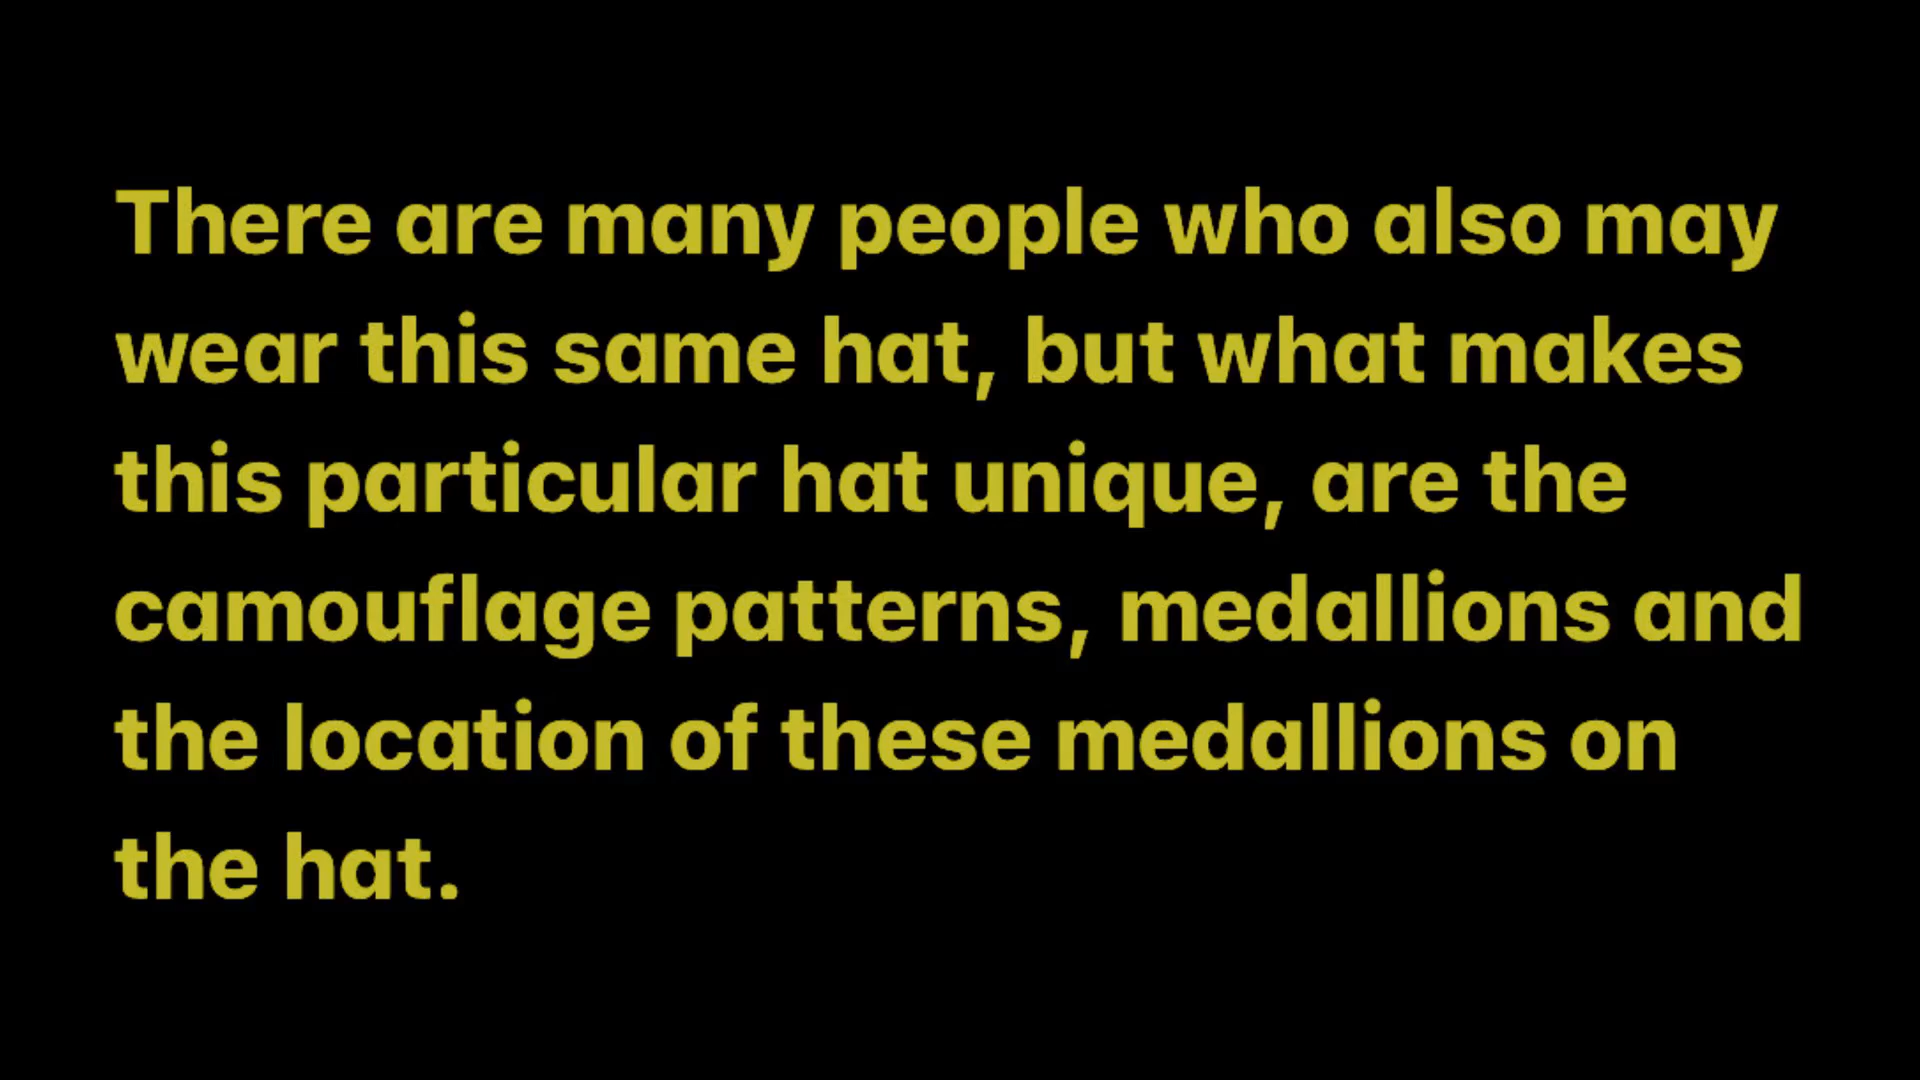 There are many people who also may
wear this same hat, but what makes
this particular hat unique, are the
camouflage patterns, medallions and
the location of these medallions on
the hat.